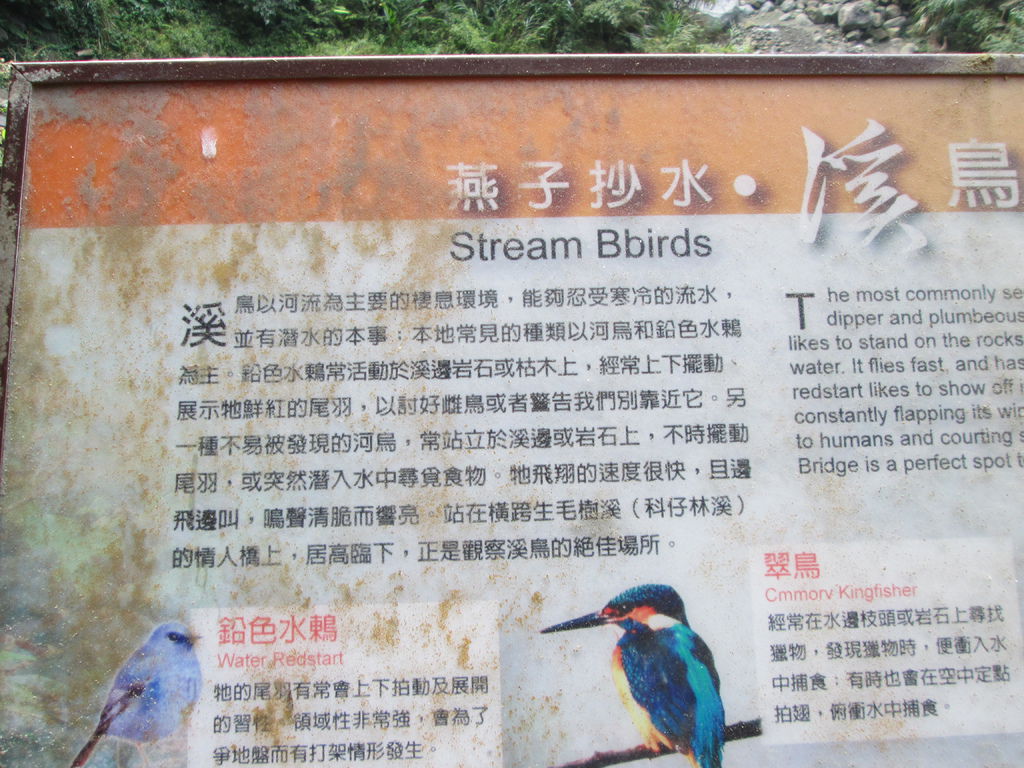 燕子抄水・溪鳥
Stream Bbirds
溪鳥以河流為主要的棲息環境，能夠忍受寒冷的流水，
並有潛水的本事；本地常見的種類以河烏和鉛色水鶇
為主。鉛色水鶇常活動於溪邊岩石或枯木上，經常上下擺動、
展示牠鮮紅的尾羽，以討好雌鳥或者警告我們別靠近它。另
一種不易被發現的河烏，常站立於溪邊或岩石上，不時擺動
尾羽，或突然潛入水中尋覓食物。牠飛翔的速度很快，且邊
飛邊叫，鳴聲清脆而響亮。站在橫跨生毛樹溪（科仔林溪）
的情人橋上，居高臨下，正是觀察溪鳥的絕佳場所。
The most commonly se
dipper and plumbeous
likes to stand on the rocks
water. It flies fast, and has
redstart likes to show off i
constantly flapping its win
to humans and courting s
Bridge is a perfect spot t
鉛色水鶇
Water Redstart
牠的尾羽有常會上下拍動及展開
的習性。領域性非常強，會為了
爭地盤而有打架情形發生。
翠鳥
Cmmorv Kingfisher
經常在水邊枝頭或岩石上尋找
獵物，發現獵物時，便衝入水
中捕食；有時也會在空中定點
拍翅，俯衝水中捕食。